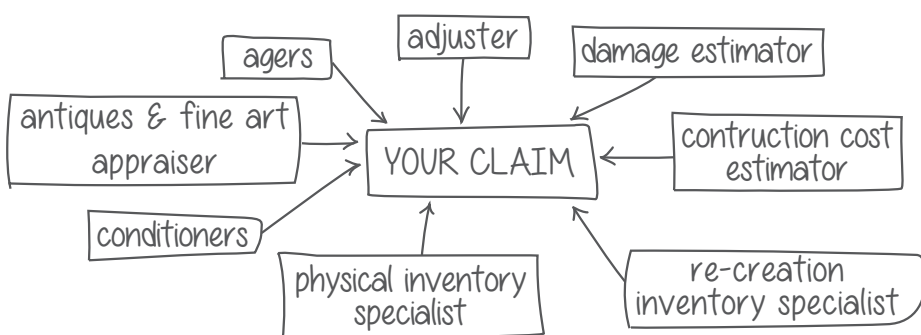 adjuster
agers
damage estimator
antiques & fine art
appraiser
YOUR CLAIM
contruction cost
estimator
conditioners
physical inventory
specialist
re-creation
inventory specialist